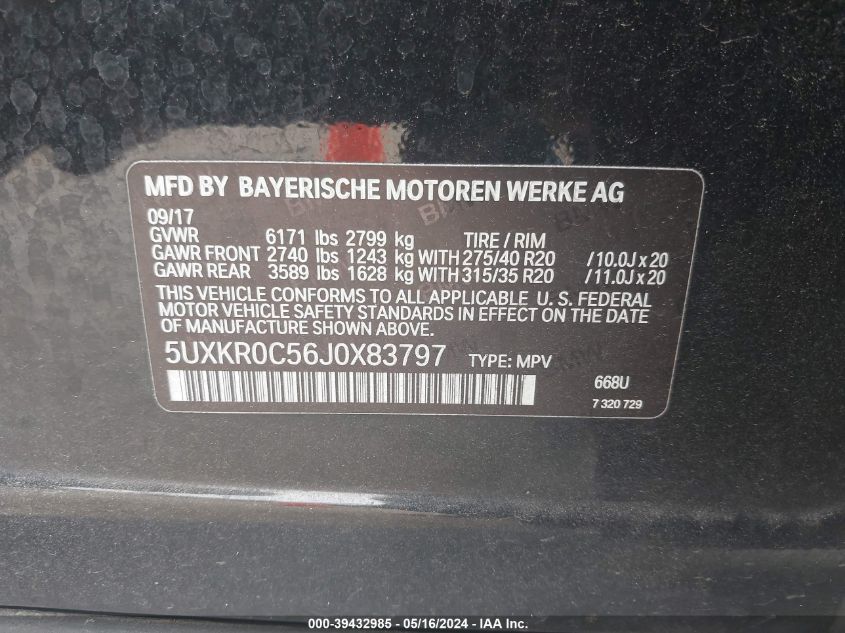 MFD BY BAYERISCHE MOTOREN WERKE AG
09/17
GVWR 6171 lbs 2799 kg TIRE / RIM
GAWR FRONT 2740 lbs 1243 kg WITH 275/40 R20 /10.0J x 20
GAWR REAR 3589 lbs 1628 kg WITH 315/35 R20 /11.0J x 20
THIS VEHICLE CONFORMS TO ALL APPLICABLE U. S. FEDERAL
MOTOR VEHICLE SAFETY STANDARDS IN EFFECT ON THE DATE
OF MANUFACTURE SHOWN ABOVE.
5UXKR0C56J0X83797 TYPE: MPV
668U
7 320 729
000-39432985 - 05/16/2024 - IAA Inc.